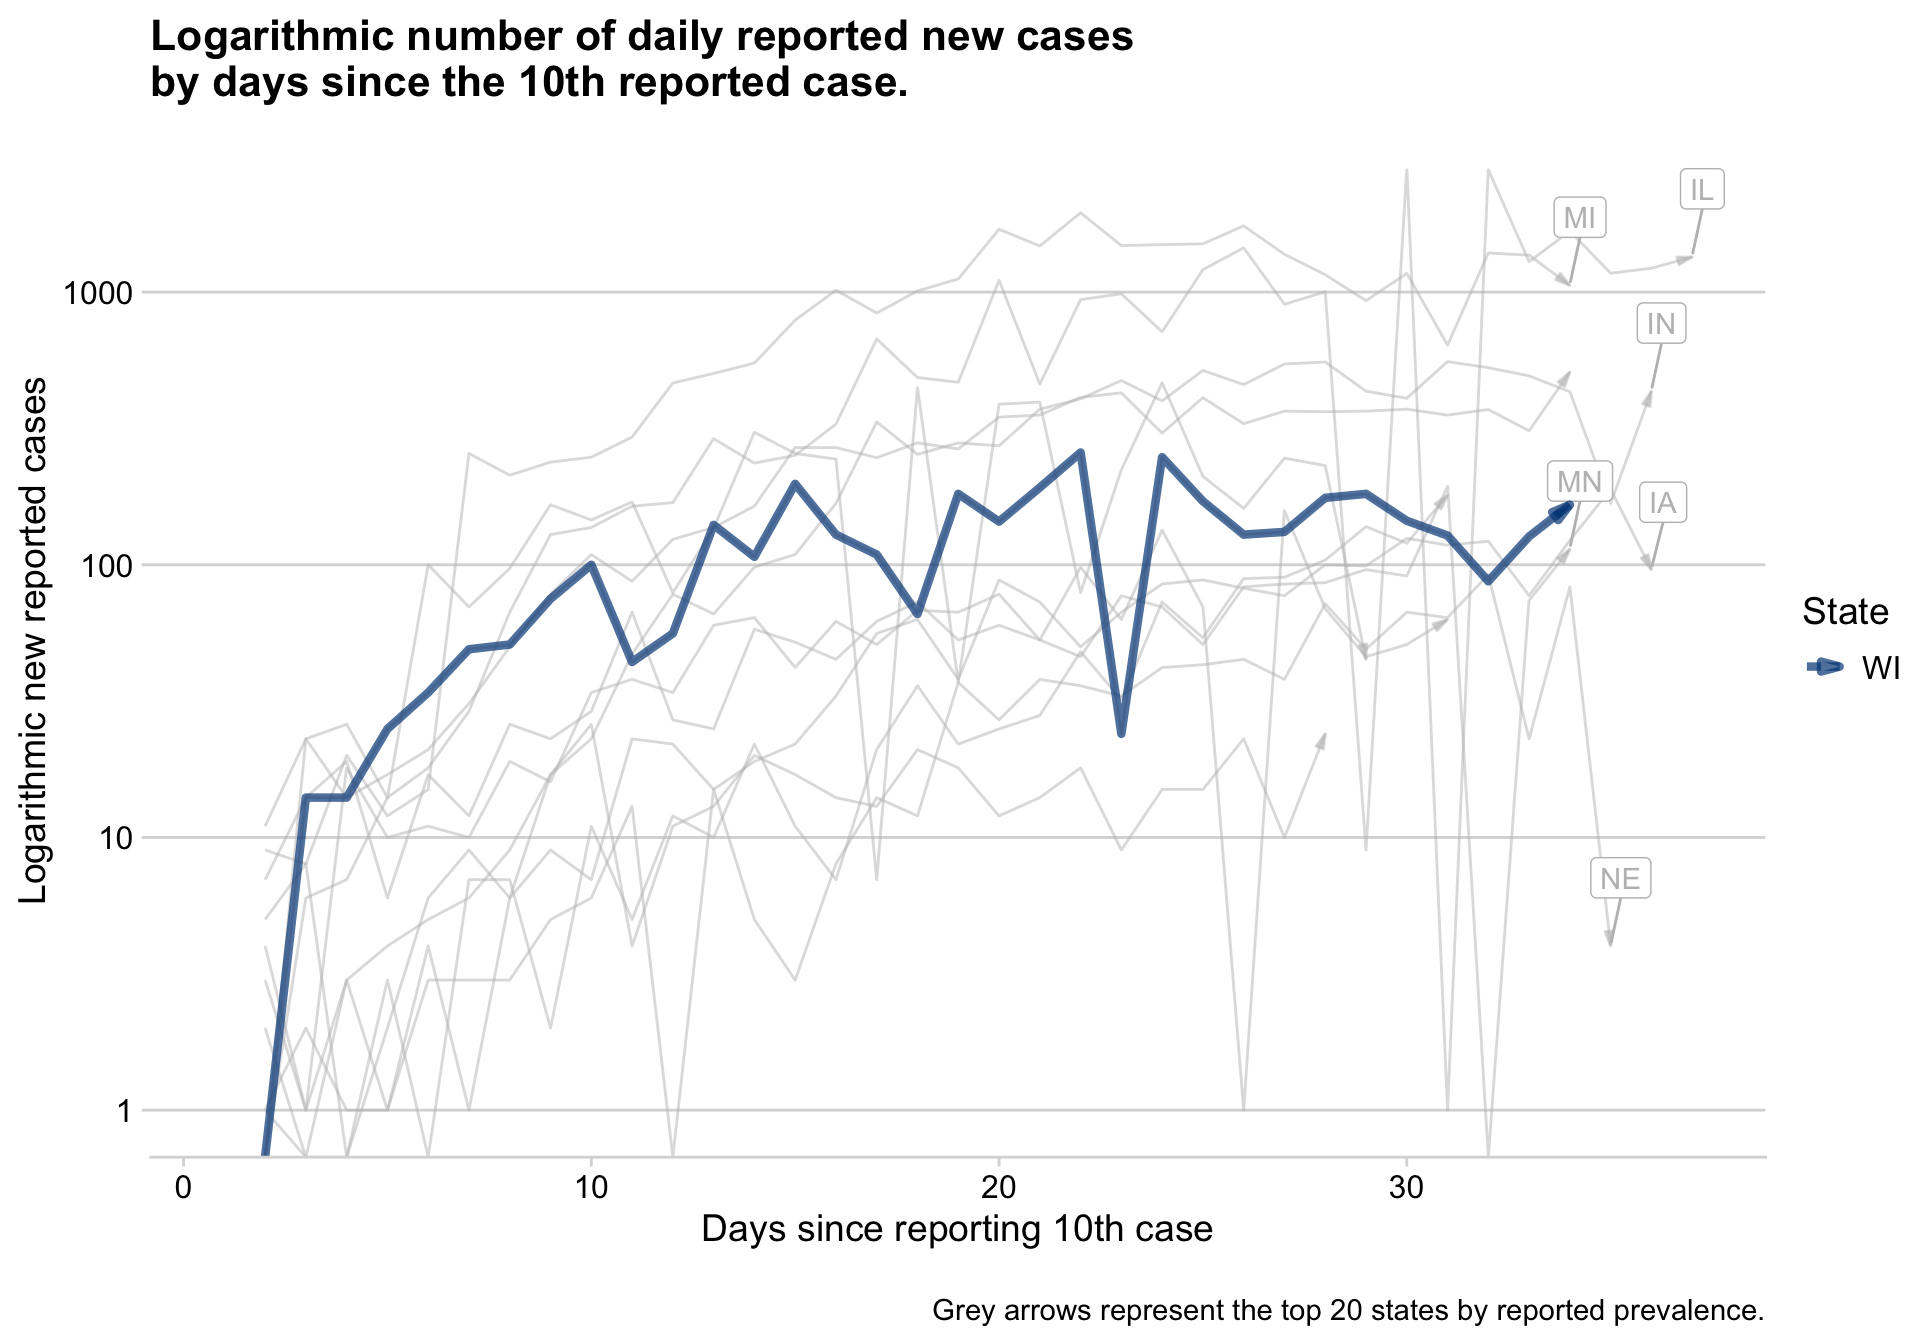 Logarithmic number of daily reported new cases
by days since the 10th reported case.
Logarithmic new reported cases
1000
100
10
1
IL
MI
IN
MN
IA
NE
State
WI
0
10
20
30
Days since reporting 10th case
Grey arrows represent the top 20 states by reported prevalence.